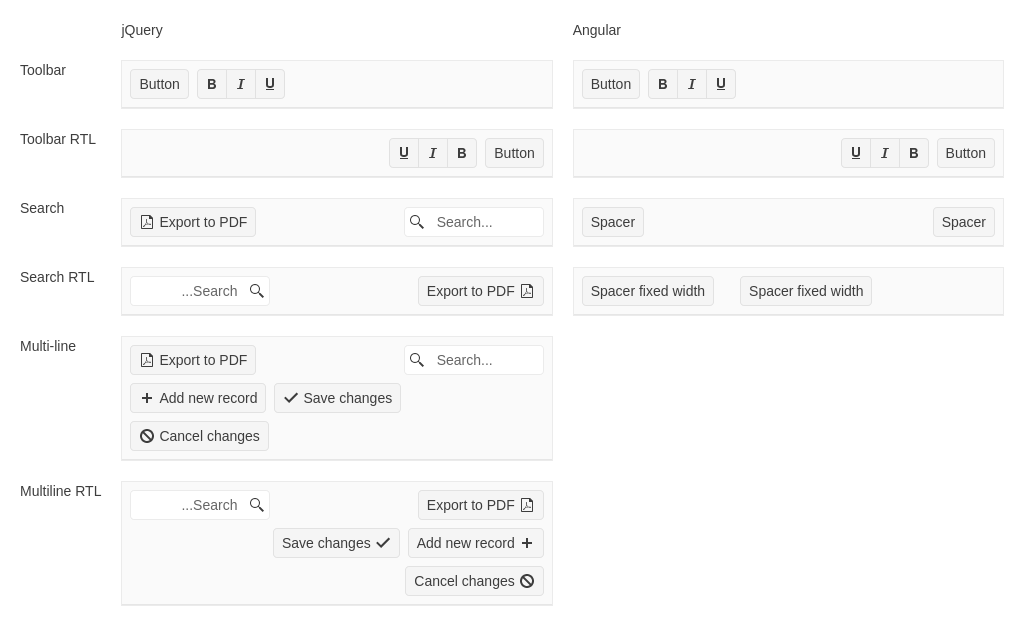 jQuery Angular
Toolbar Button B I U Button B I U
Toolbar RTL U I B Button U I B Button
Search Export to PDF Search... Spacer Spacer
Search RTL ...Search Export to PDF Spacer fixed width Spacer fixed width
Multi-line Export to PDF Search...
Add new record Save changes
Cancel changes
Multiline RTL ...Search Export to PDF
Save changes Add new record
Cancel changes